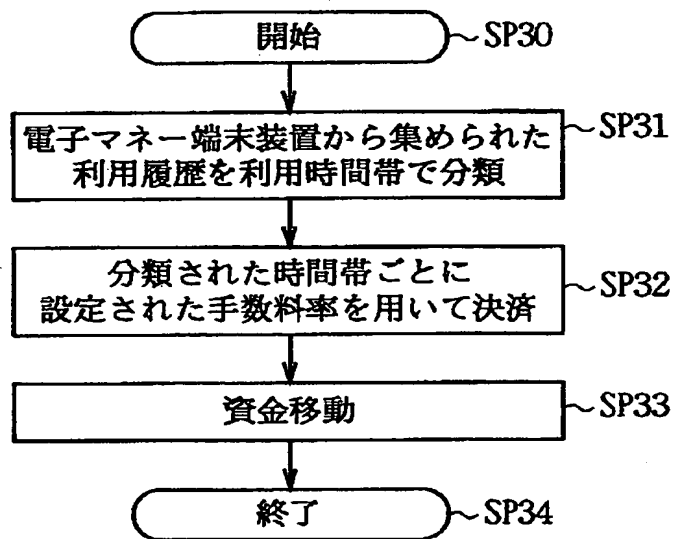 開始
SP30
電子マネー端末装置から集められた
利用履歴を利用時間帯で分類
SP31
分類された時間帯ごとに
設定された手数料率を用いて決済
SP32
資金移動
SP33
終了
SP34